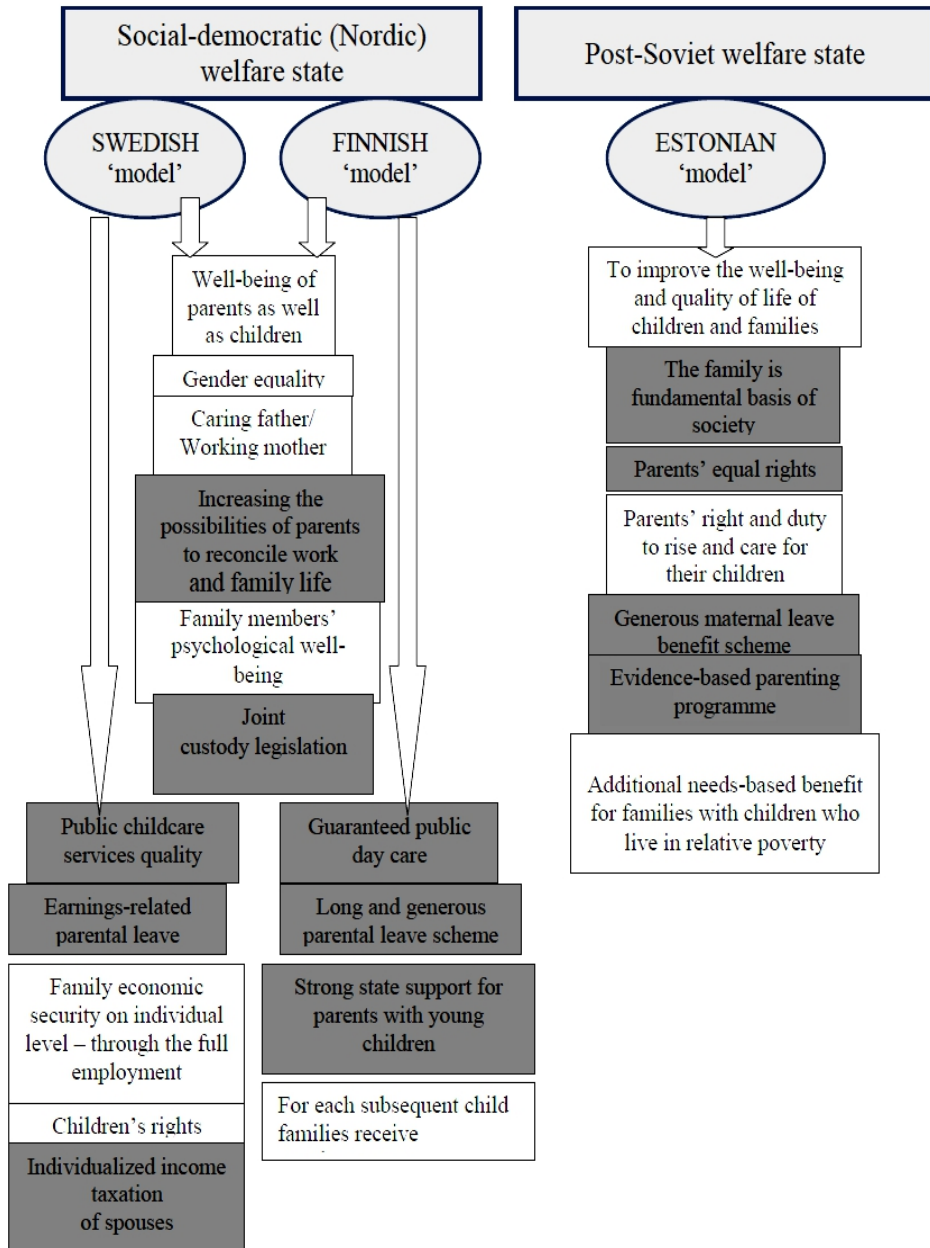 Social-democratic (Nordic)
welfare state
Post-Soviet welfare state
SWEDISH
‘model’
FINNISH
‘model’
ESTONIAN
‘model’
Well-being of
parents as well
as children
Gender equality
Caring father/
Working mother
Increasing the
possibilities of parents
to reconcile work
and family life
Family members’
psychological well-
being
Joint
custody legislation
Public childcare
services quality
Earnings-related
parental leave
Family economic
security on individual
level – through the full
employment
Children’s rights
Individualized income
taxation
of spouses
Guaranteed public
day care
Long and generous
parental leave scheme
Strong state support for
parents with young
children
For each subsequent child
families receive
To improve the well-being
and quality of life of
children and families
The family is
fundamental basis of
society
Parents’ equal rights
Parents’ right and duty
to rise and care for
their children
Generous maternal leave
benefit scheme
Evidence-based parenting
programme
Additional needs-based benefit
for families with children who
live in relative poverty